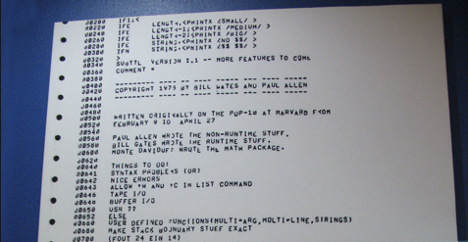 00200 IF1,<
00220 IFE LENGTH,<PRINTX /SMALL/ >
00240 IFE LENGTH-1,<PRINTX /MEDIUM/ >
00260 IFE LENGTH-2,<PRINTX /BIG/ >
00280 IFE STRING,<PRINTX /NO $$/ >
00300 IFN STRING,<PRINTX /$$ $$/ >
00320 >
00340 SUBTTL VERSION 1.1 -- MORE FEATURES TO COME
00360 COMMENT *
00380
00400 --------- ---- -- ---- ----- --- ---- -----
00420 COPYRIGHT 1975 BY BILL GATES AND PAUL ALLEN
00440 --------- ---- -- ---- ----- --- ---- -----
00460
00480
00500 WRITTEN ORIGINALLY ON THE PDP-10 AT HARVARD FROM
00520 FEBRUARY 9 TO APRIL 27
00540
00560 PAUL ALLEN WROTE THE NON-RUNTIME STUFF.
00580 BILL GATES WROTE THE RUNTIME STUFF.
00600 MONTE DAVIDOFF WROTE THE MATH PACKAGE.
00620
00640 THINGS TO DO:
00641 SYNTAX PROBLEMS (OR)
00642 NICE ERRORS
00643 ALLOW ^W AND ^C IN LIST COMMAND
00646 TAPE I/O
00648 BUFFER I/O
00650 USR ??
00652 ELSE
00660 USER DEFINED FUNCTIONS(MULTI-ARG,MULTI-LINE,STRINGS)
00680 MAKE STACK BOUNDARY STUFF EXACT
00700 (FOUT 24 FIN 14)